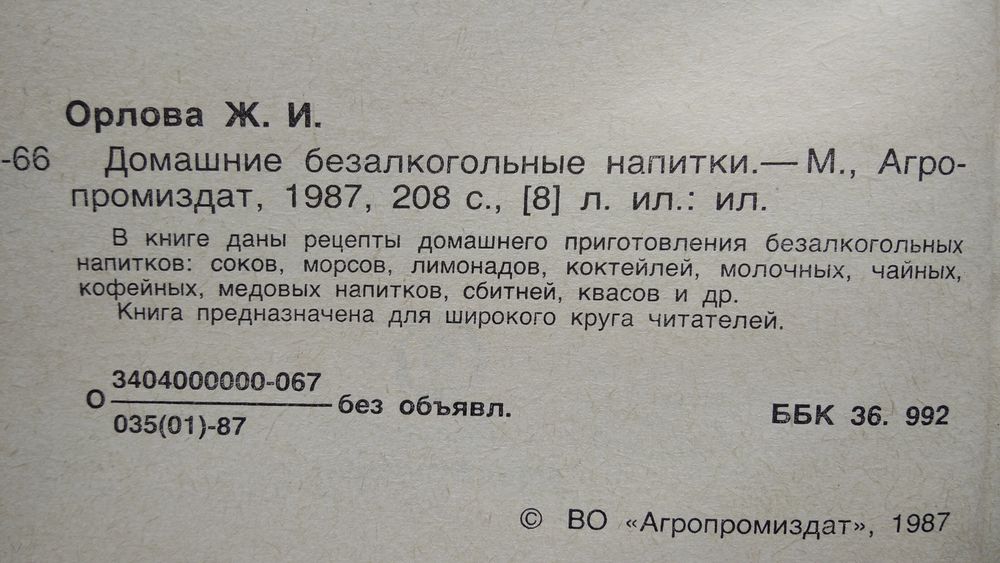 Орлова Ж. И.
-66 Домашние безалкогольные напитки.— М., Агро-
промиздат, 1987, 208 с., [8] л. ил.: ил.
В книге даны рецепты домашнего приготовления безалкогольных
напитков: соков, морсов, лимонадов, коктейлей, молочных, чайных,
кофейных, медовых напитков, сбитней, квасов и др.
Книга предназначена для широкого круга читателей.
3404000000-067
О ——— без объявл.
035(01)-87
ББК 36. 992
© ВО «Агропромиздат», 1987